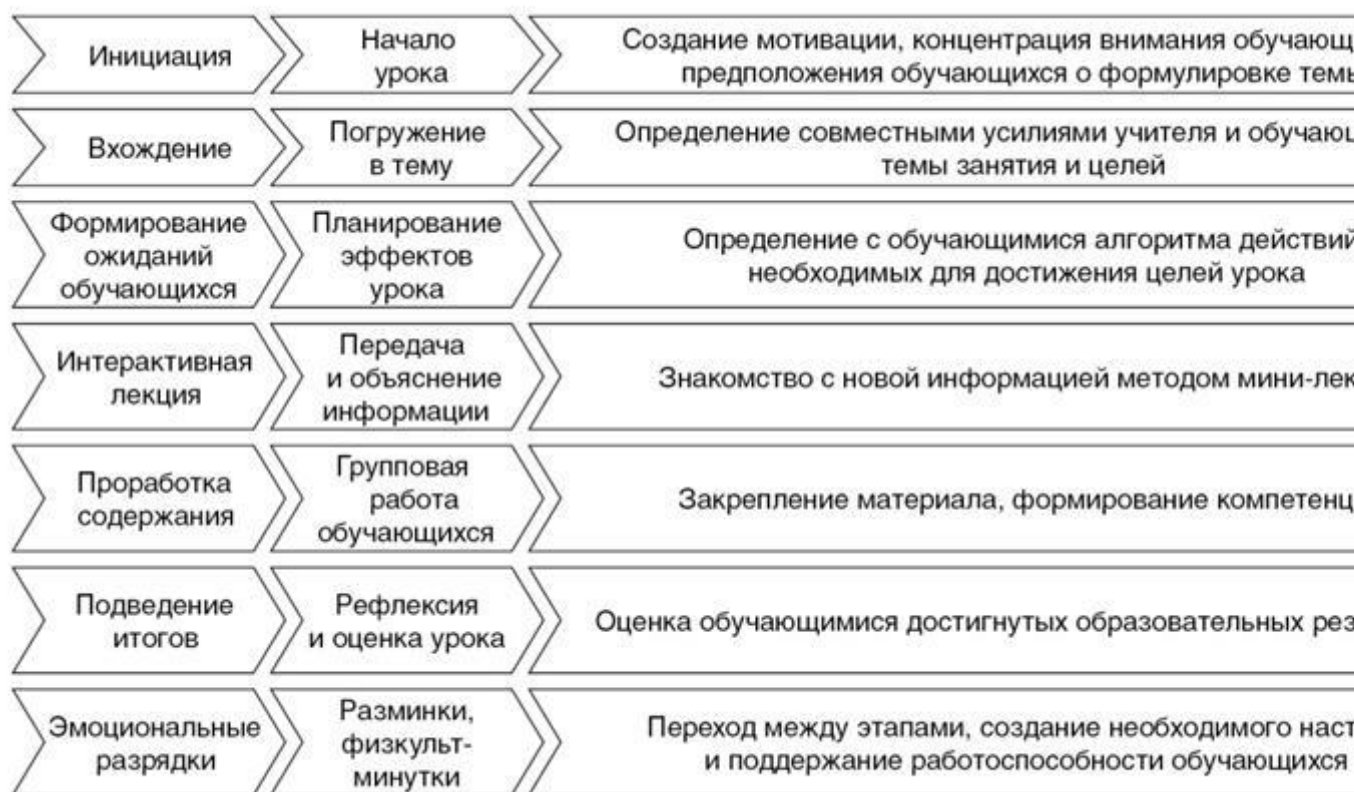 Инициация
Начало
урока
Создание мотивации, концентрация внимания
предположения обучающихся о формулировке
Вхождение
Погружение
в тему
Определение совместными усилиями учителя и
темы занятия и целей
Формирование
ожиданий
обучающихся
Планирование
эффектов
урока
Определение с обучающимися алгоритма действий
необходимых для достижения целей урока
Интерактивная
лекция
Передача
и объяснение
информации
Знакомство с новой информацией методом
Проработка
содержания
Групповая
работа
обучающихся
Закрепление материала, формирование
Подведение
итогов
Рефлексия
и оценка урока
Оценка обучающимися достигнутых образовательных
Эмоциональные
разрядки
Разминки,
физкульт-
минутки
Переход между этапами, создание необходимого
и поддержание работоспособности обучающихся